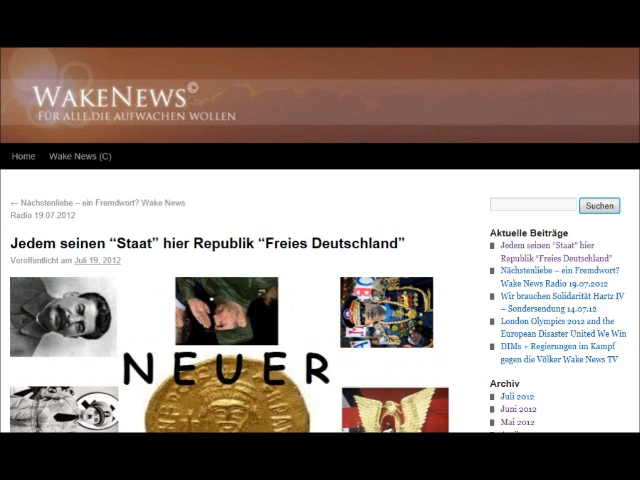 WAKENEWS©
FÜR ALLE,DIE AUFWACHEN WOLLEN
Home Wake News (C)
← Nächstenliebe – ein Fremdwort? Wake News
Radio 19.07.2012
Jedem seinen “Staat” hier Republik “Freies Deutschland”
Veröffentlicht am Juli 19, 2012
NEUER
Suchen
Aktuelle Beiträge
Jedem seinen “Staat” hier
Republik “Freies Deutschland”
Nächstenliebe – ein Fremdwort?
Wake News Radio 19.07.2012
Wir brauchen Solidarität Hartz IV
– Sondersendung 14.07.12
London Olympics 2012 and the
European Disaster United We Win
DIMs + Regierungen im Kampf
gegen die Völker Wake News TV
Archiv
Juli 2012
Juni 2012
Mai 2012